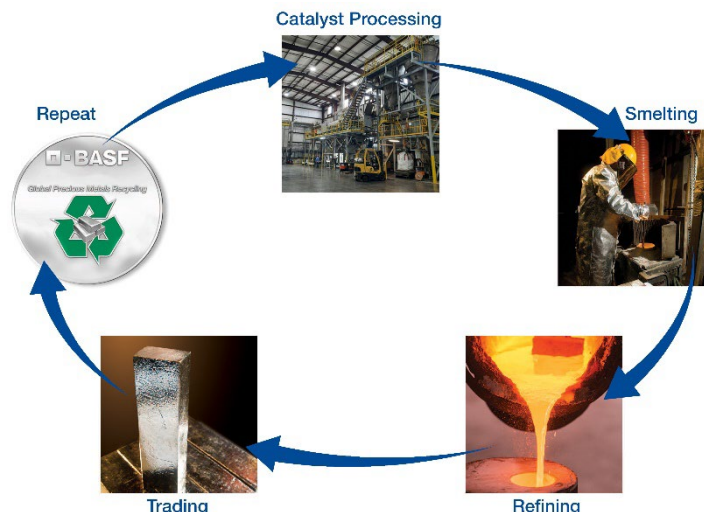 Catalyst Processing
Repeat
Smelting
BASF
Global Precious Metals Recycling
Trading
Refining